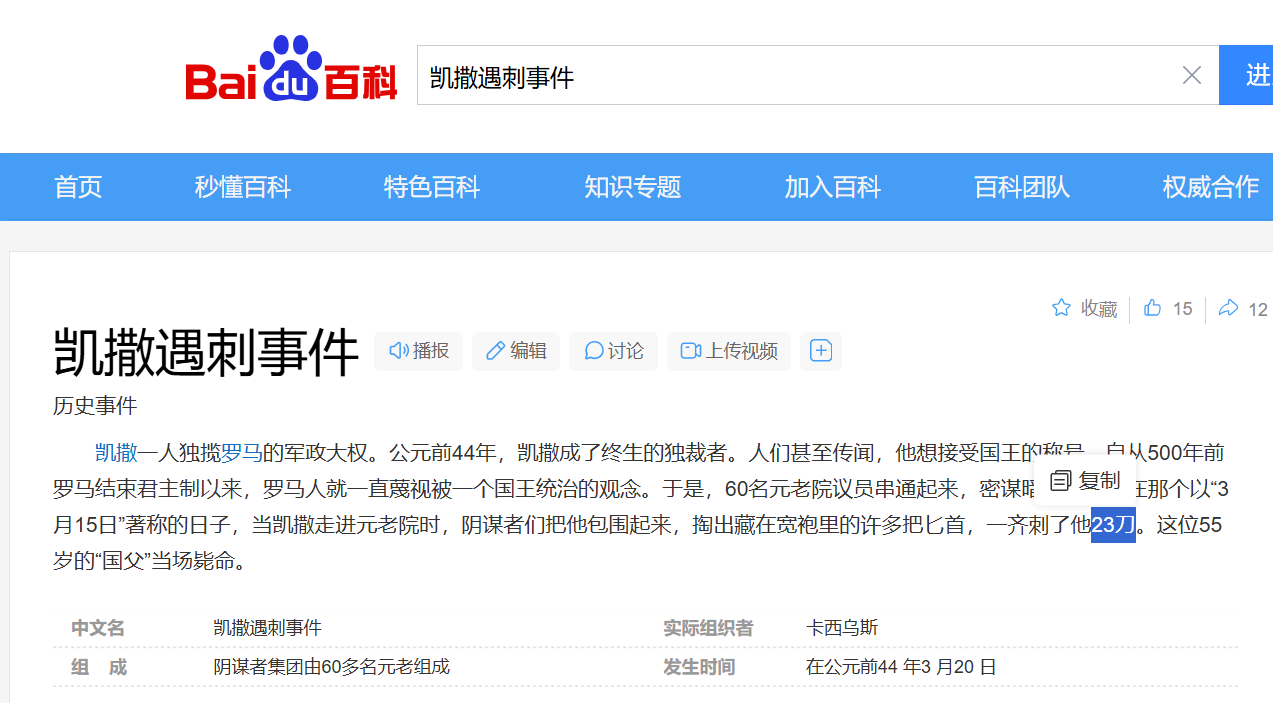 Bai du 百科
凯撒遇刺事件
进
首页 秒懂百科 特色百科 知识专题 加入百科 百科团队 权威合作
收藏 15 12
凯撒遇刺事件 播报 编辑 讨论 上传视频
历史事件
凯撒一人独揽罗马的军政大权。公元前44年，凯撒成了终生的独裁者。人们甚至传闻，他想接受国王的称号。自从500年前
罗马结束君主制以来，罗马人就一直蔑视被一个国王统治的观念。于是，60名元老院议员串通起来，密谋暗 在那个以“3
复制
月15日”著称的日子，当凯撒走进元老院时，阴谋者们把他包围起来，掏出藏在宽袍里的许多把匕首，一齐刺了他23刀。这位55
岁的“国父”当场毙命。
中文名 凯撒遇刺事件 实际组织者 卡西乌斯
组 成 阴谋者集团由60多名元老组成 发生时间 在公元前44 年3 月20 日